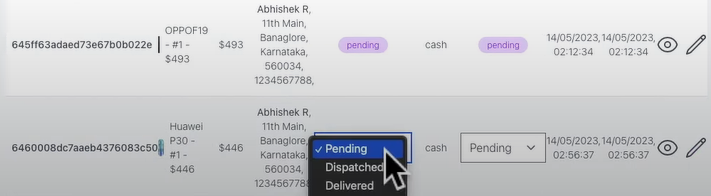 645ff63adaed73e67b0b022e
OPPOF19
- #1 -
$493
$493
Abhishek R,
11th Main,
Banaglore,
Karnataka,
560034,
1234567788,
pending
cash
pending
14/05/2023,
02:12:34
14/05/2023,
02:12:34
6460008dc7aaeb4376083c50
Huawei
P30 -
#1 -
$446
$446
Abhishek R,
11th Main,
Banaglore,
Karnataka,
560034,
1234567788,
✓ Pending
Dispatched
Delivered
cash
Pending
14/05/2023,
02:56:37
14/05/2023,
02:56:37